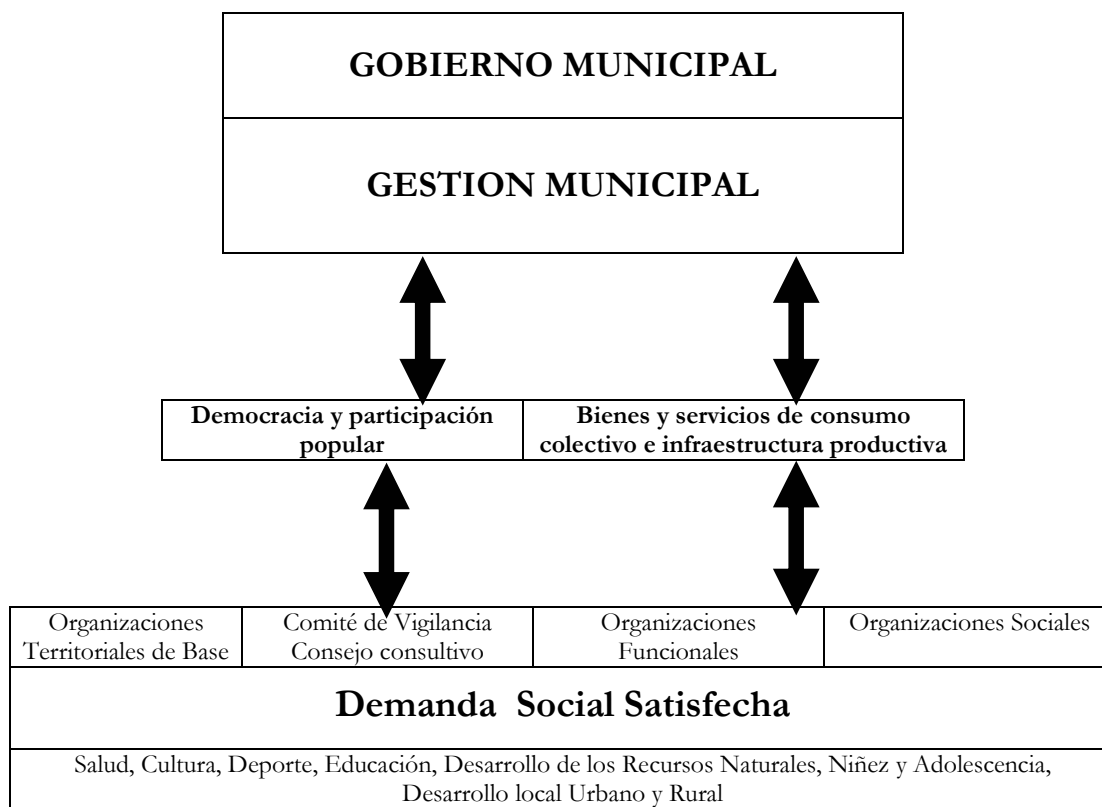 GOBIERNO MUNICIPAL
GESTION MUNICIPAL
Democracia y participación
popular
Bienes y servicios de consumo
colectivo e infraestructura productiva
Organizaciones
Territoriales de Base
Comité de Vigilancia
Consejo consultivo
Organizaciones
Funcionales
Organizaciones Sociales
Demanda Social Satisfecha
Salud, Cultura, Deporte, Educación, Desarrollo de los Recursos Naturales, Niñez y Adolescencia,
Desarrollo local Urbano y Rural